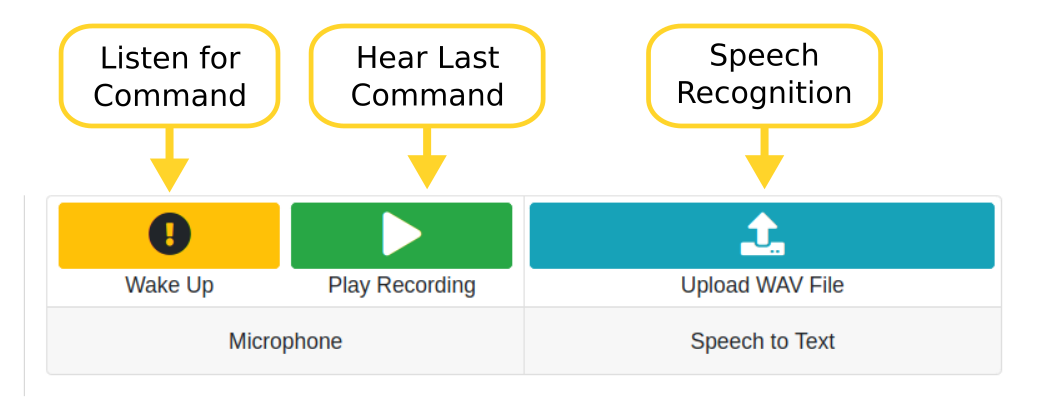 Listen for
Command
Hear Last
Command
Speech
Recognition
Wake Up
Play Recording
Upload WAV File
Microphone
Speech to Text